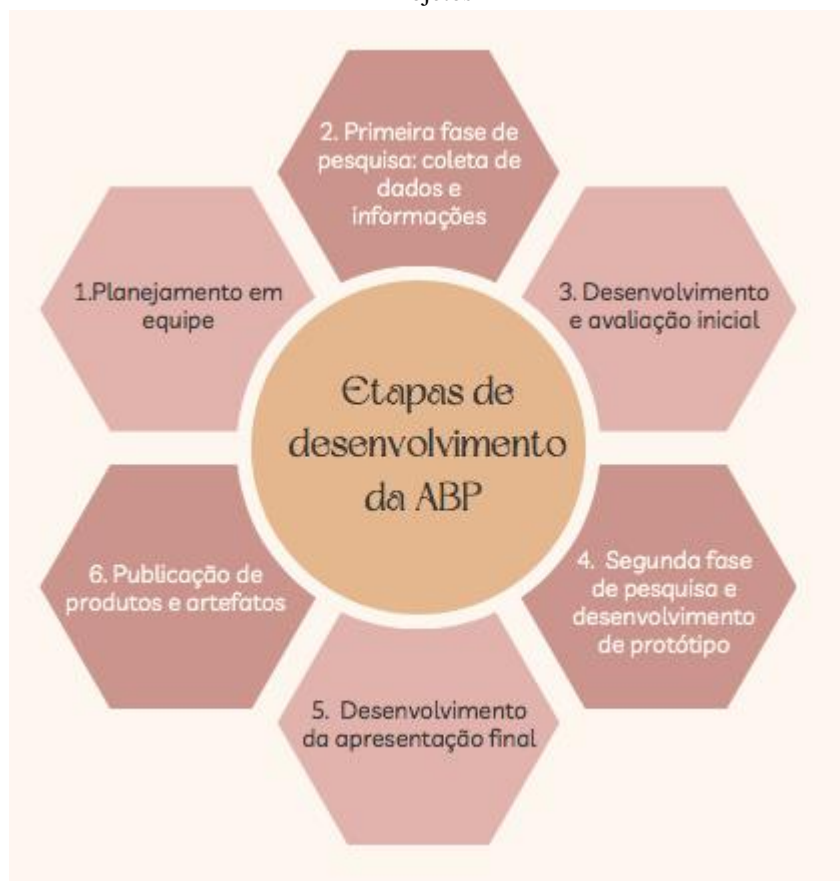 Etapas de
desenvolvimento
da ABP
1.Planejamento em
equipe
2. Primeira fase de
pesquisa: coleta de
dados e
informações
3. Desenvolvimento
e avaliação inicial
4. Segunda fase
de pesquisa e
desenvolvimento
de protótipo
5. Desenvolvimento
da apresentação final
6. Publicação de
produtos e artefatos